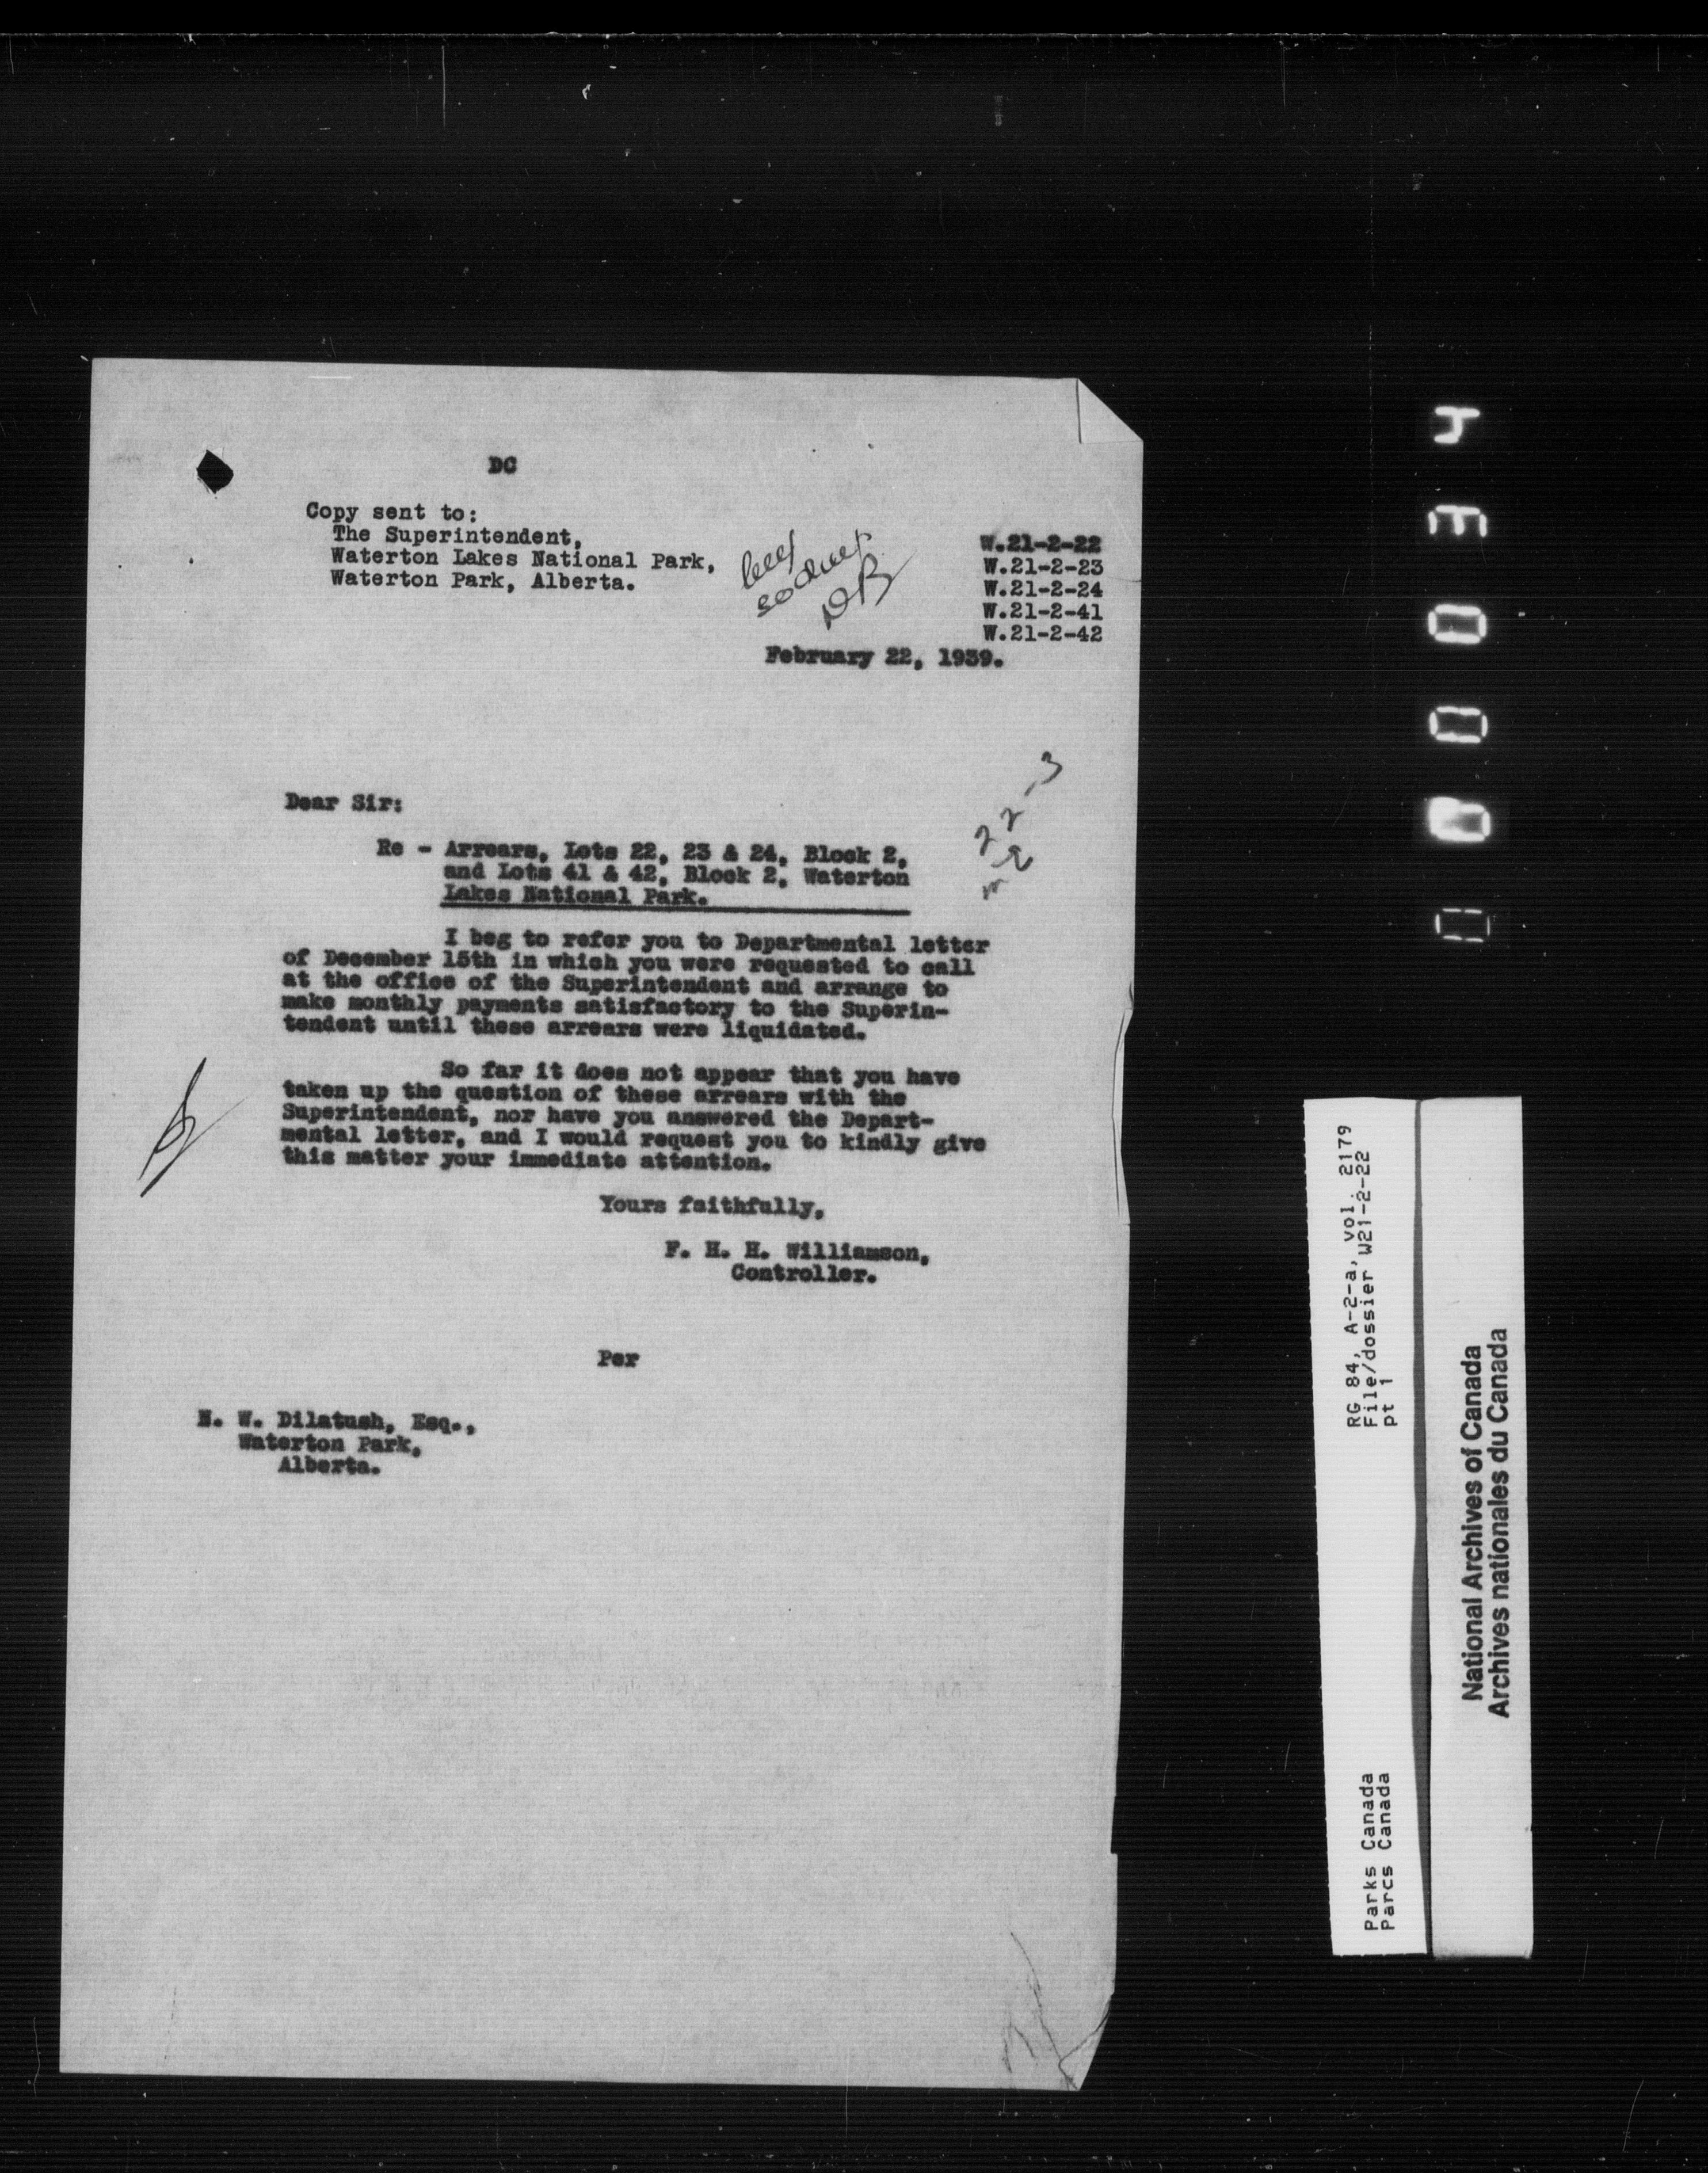 DC
Copy sent to:
The Superintendent,
Waterton Lakes National Park,
Waterton Park, Alberta.
W.21-2-22
W.21-2-23
W.21-2-24
W.21-2-41
W.21-2-42
DB
February 22, 1939.
22-3
Dear Sir:
Re - Arrears, Lots 22, 23 & 24, Block 2,
and Lots 41 & 42, Block 2, Waterton
Lakes National Park.
I beg to refer you to Departmental letter
of December 15th in which you were requested to call
at the office of the Superintendent and arrange to
make monthly payments satisfactory to the Superin-
tendent until these arrears were liquidated.
So far it does not appear that you have
taken up the question of these arrears with the
Superintendent, nor have you answered the Depart-
mental letter, and I would request you to kindly give
this matter your immediate attention.
Yours faithfully,
F. H. H. Williamson,
Controller.
Per
N. W. Dilatush, Esq.,
Waterton Park,
Alberta.
RG 84, A-2-a, vol. 2179
File/dossier W21-2-22
pt 1
Parks Canada
Parcs Canada
National Archives of Canada
Archives nationales du Canada